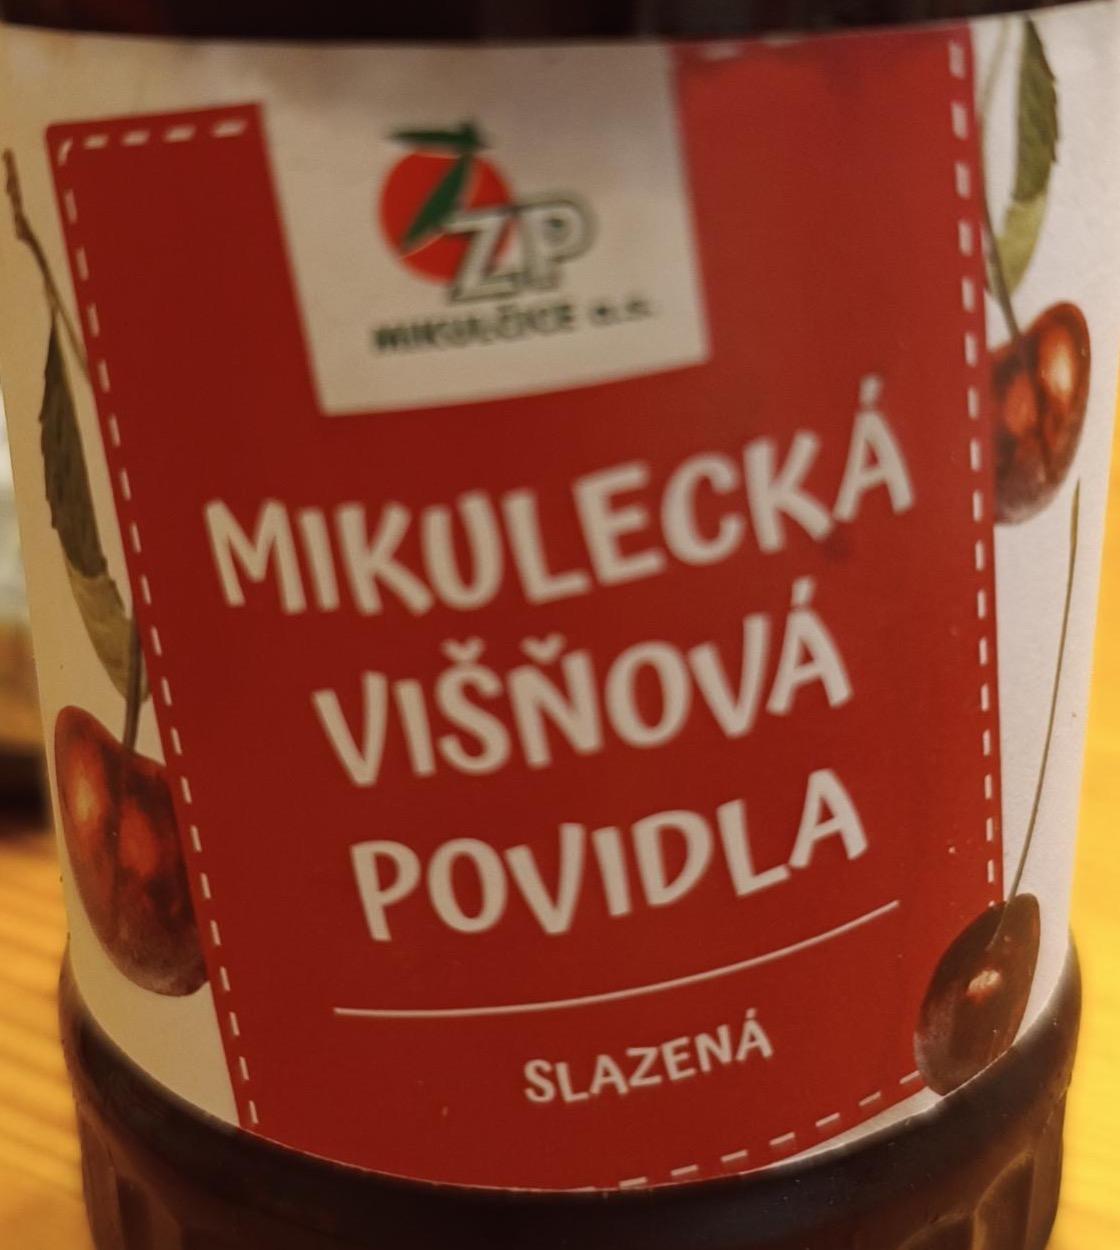 ZP
MIKULČICE a.s.
MIKULECKÁ
VIŠŇOVÁ
POVIDLA
SLAZENÁ